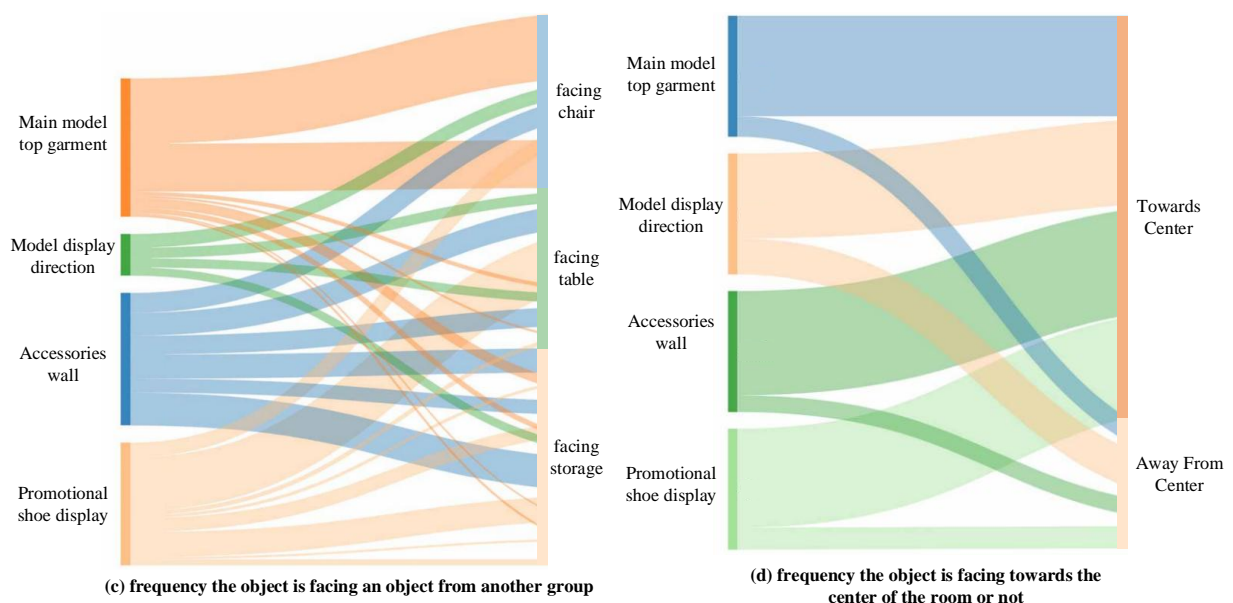 Main model
top garment
Model display
direction
Accessories
wall
Promotional
shoe display
facing
chair
facing
table
facing
storage
(c) frequency the object is facing an object from another group
Main model
top garment
Model display
direction
Accessories
wall
Promotional
shoe display
Towards
Center
Away From
Center
(d) frequency the object is facing towards the
center of the room or not